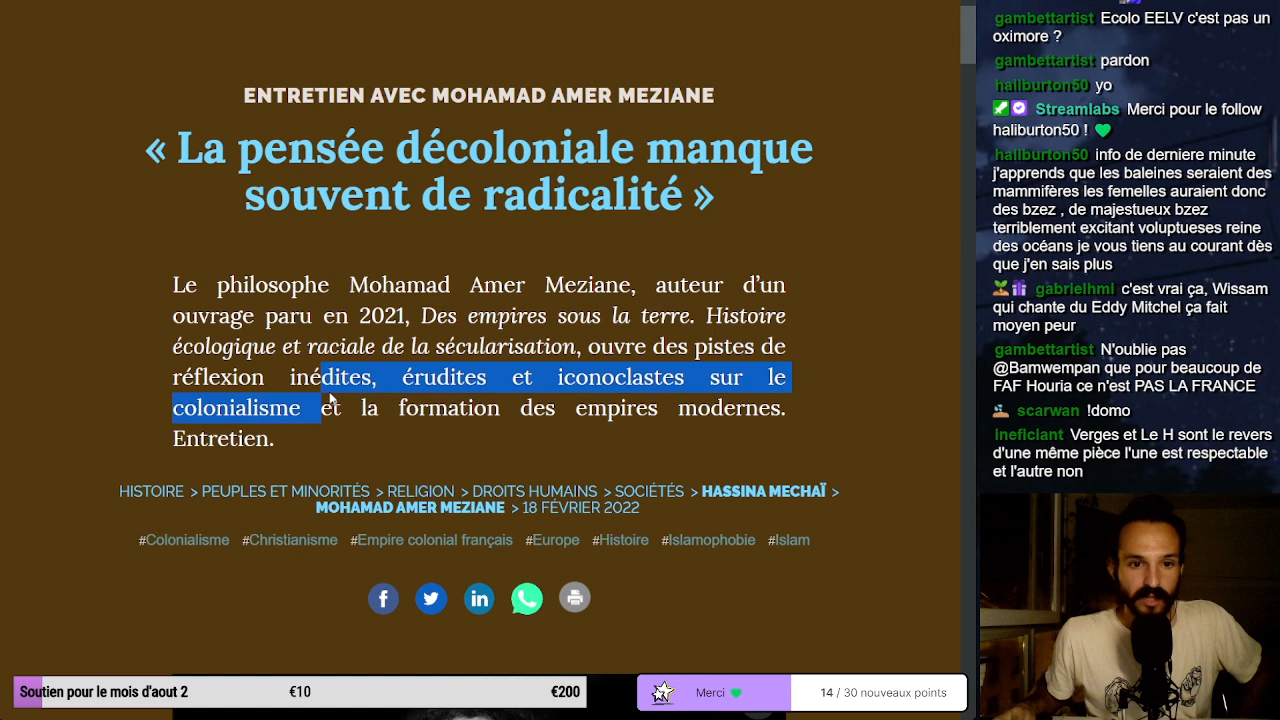 ENTRETIEN AVEC MOHAMAD AMER MEZIANE
« La pensée décoloniale manque
souvent de radicalité »
Le philosophe Mohamad Amer Meziane, auteur d’un
ouvrage paru en 2021, Des empires sous la terre. Histoire
écologique et raciale de la sécularisation, ouvre des pistes de
réflexion inédites, érudites et iconoclastes sur le
colonialisme et la formation des empires modernes.
Entretien.
HISTOIRE > PEUPLES ET MINORITÉS > RELIGION > DROITS HUMAINS > SOCIÉTÉS > HASSINA MECHAÏ >
MOHAMAD AMER MEZIANE > 18 FÉVRIER 2022
#Colonialisme #Christianisme #Empire colonial français #Europe #Histoire #Islamophobie #Islam
Soutien pour le mois d'aout 2 €10 €200
Merci 14 / 30 nouveaux points
gambettartist Ecolo EELV c'est pas un
oximore ?
gambettartist pardon
haliburton50 yo
Streamlabs Merci pour le follow
haliburton50 !
haliburton50 info de derniere minute
j'apprends que les baleines seraient des
mammifères les femelles auraient donc
des bzez , de majestueux bzez
terriblement excitant voluptueses reine
des océans je vous tiens au courant dès
que j'en sais plus
gabrielhml c'est vrai ça, Wissam
qui chante du Eddy Mitchel ça fait
moyen peur
gambettartist N'oublie pas
@Bamwempan que pour beaucoup de
FAF Houria ce n'est PAS LA FRANCE
scarwan !domo
Ineficiant Verges et Le H sont le revers
d'une même pièce l'une est respectable
et l'autre non